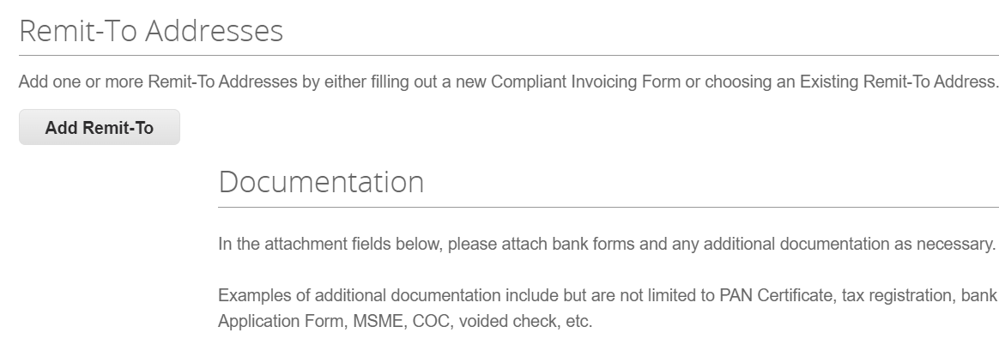 Remit-To Addresses
Add one or more Remit-To Addresses by either filling out a new Compliant Invoicing Form or choosing an Existing Remit-To Address.
Add Remit-To
Documentation
In the attachment fields below, please attach bank forms and any additional documentation as necessary.
Examples of additional documentation include but are not limited to PAN Certificate, tax registration, bank
Application Form, MSME, COC, voided check, etc.